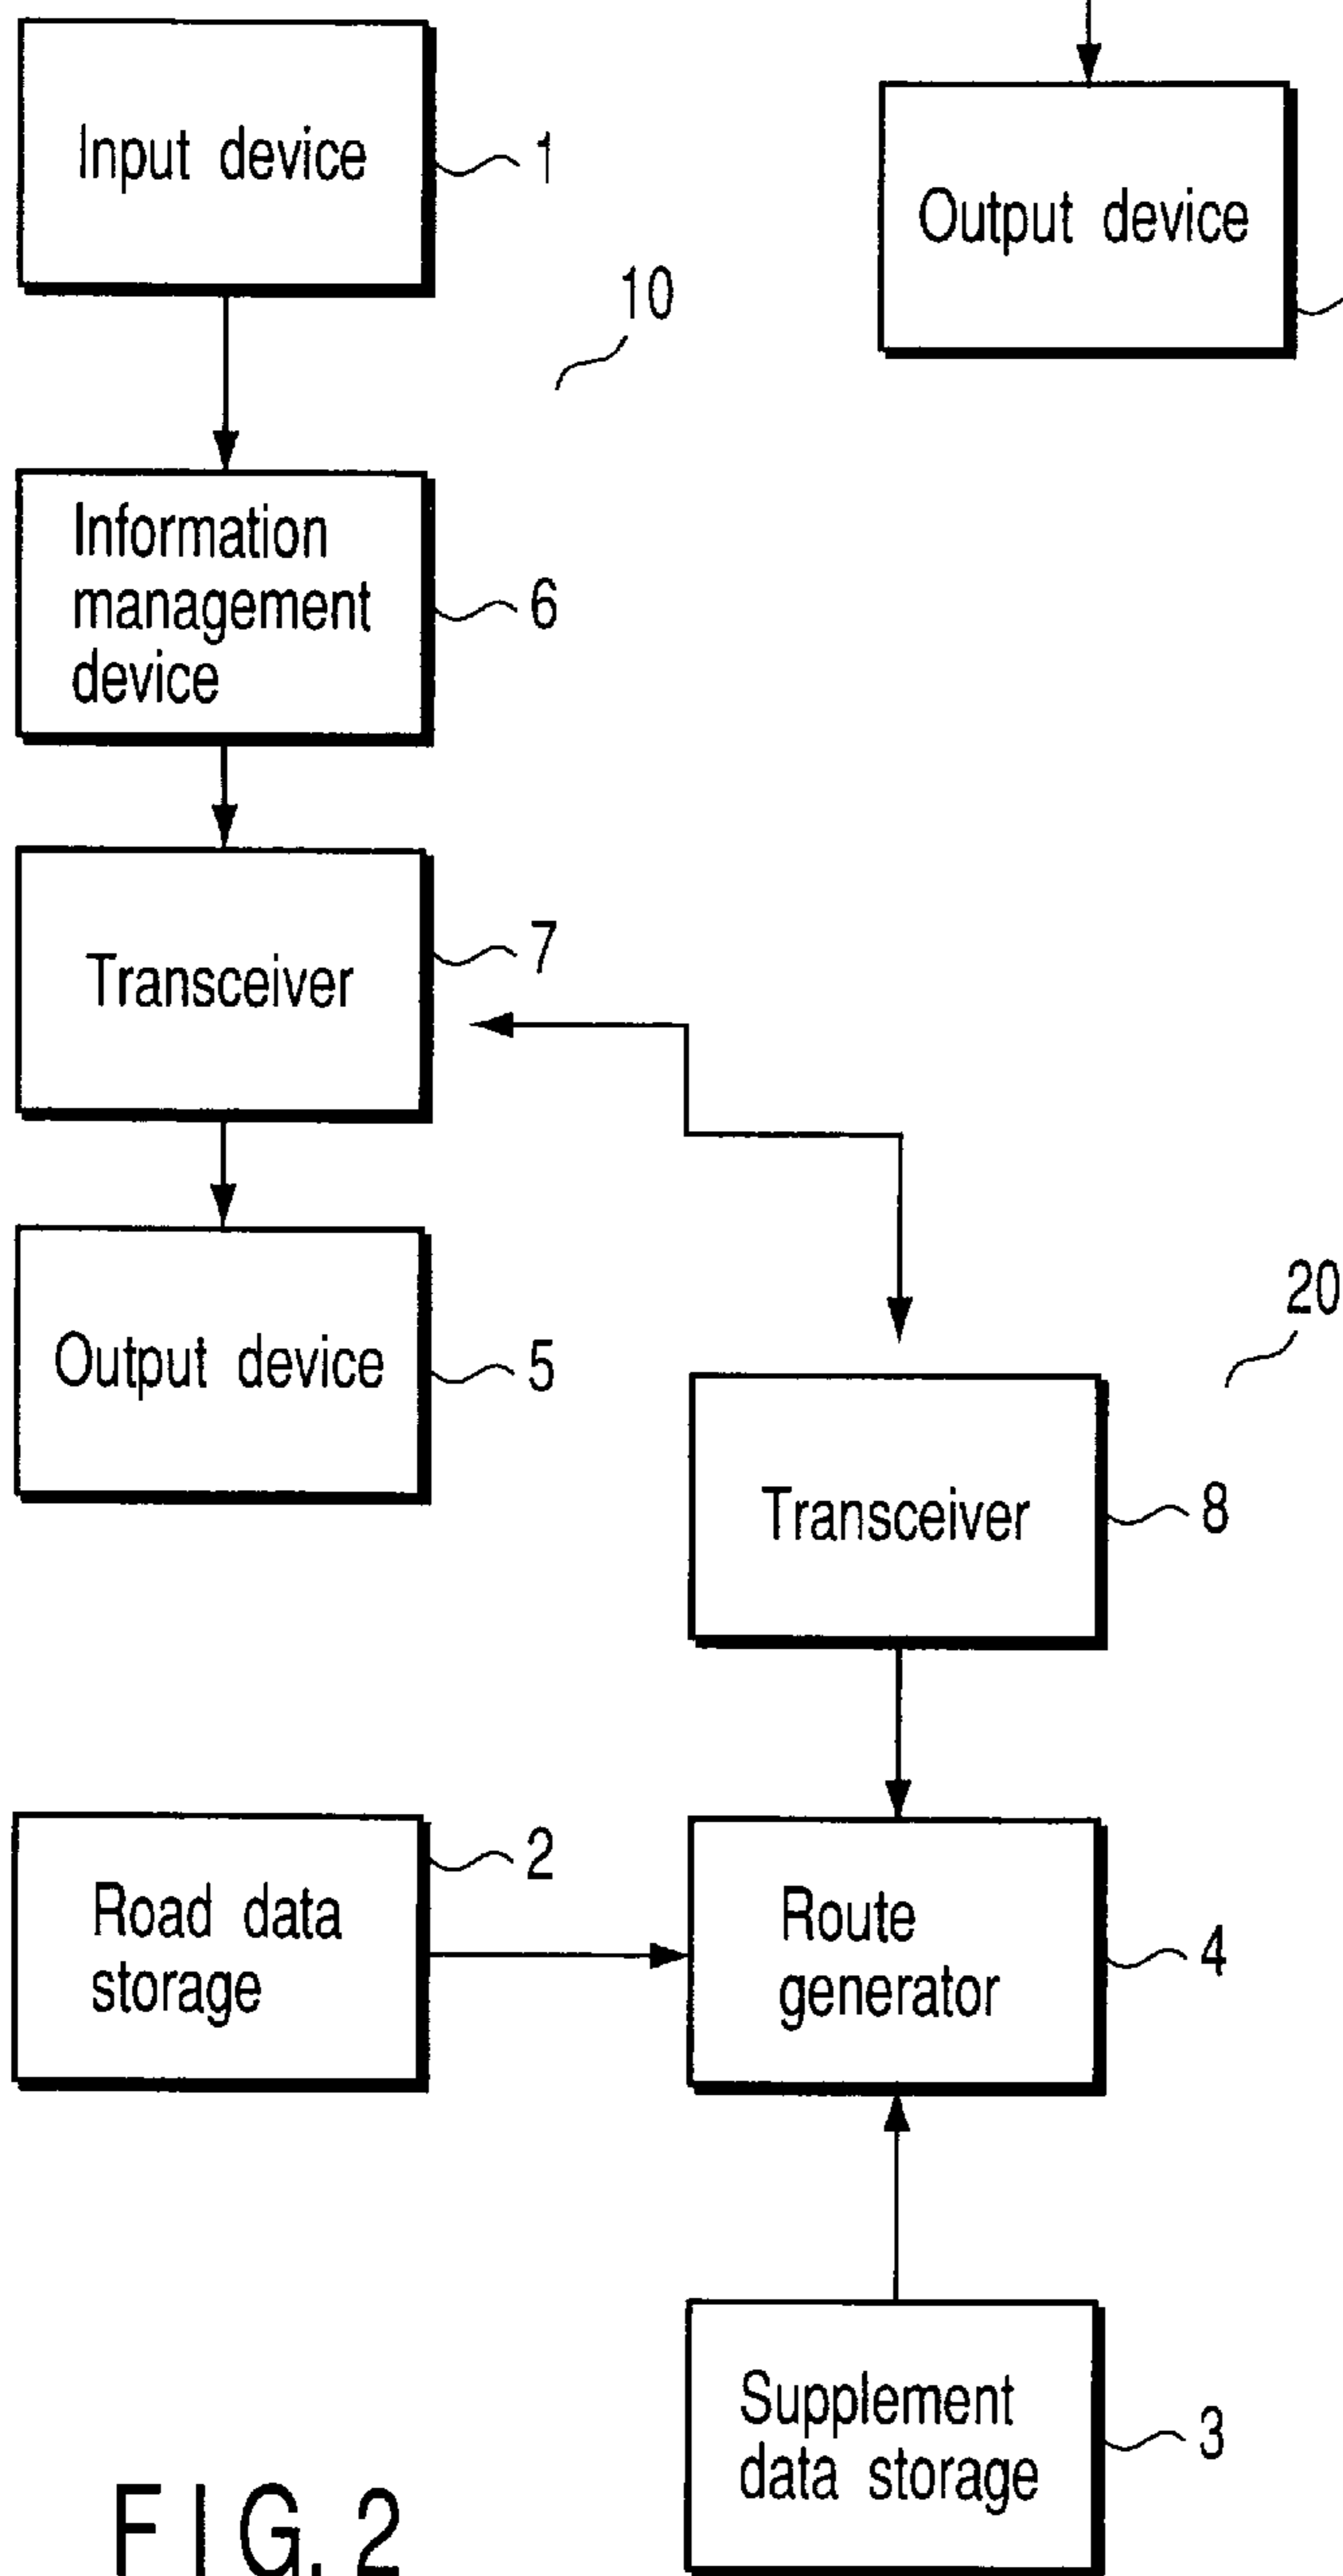 Input device
1
Output device
10
Information
management
device
6
Transceiver
7
Output device
5
20
Transceiver
8
Road data
storage
2
Route
generator
4
Supplement
data storage
3
FIG. 2